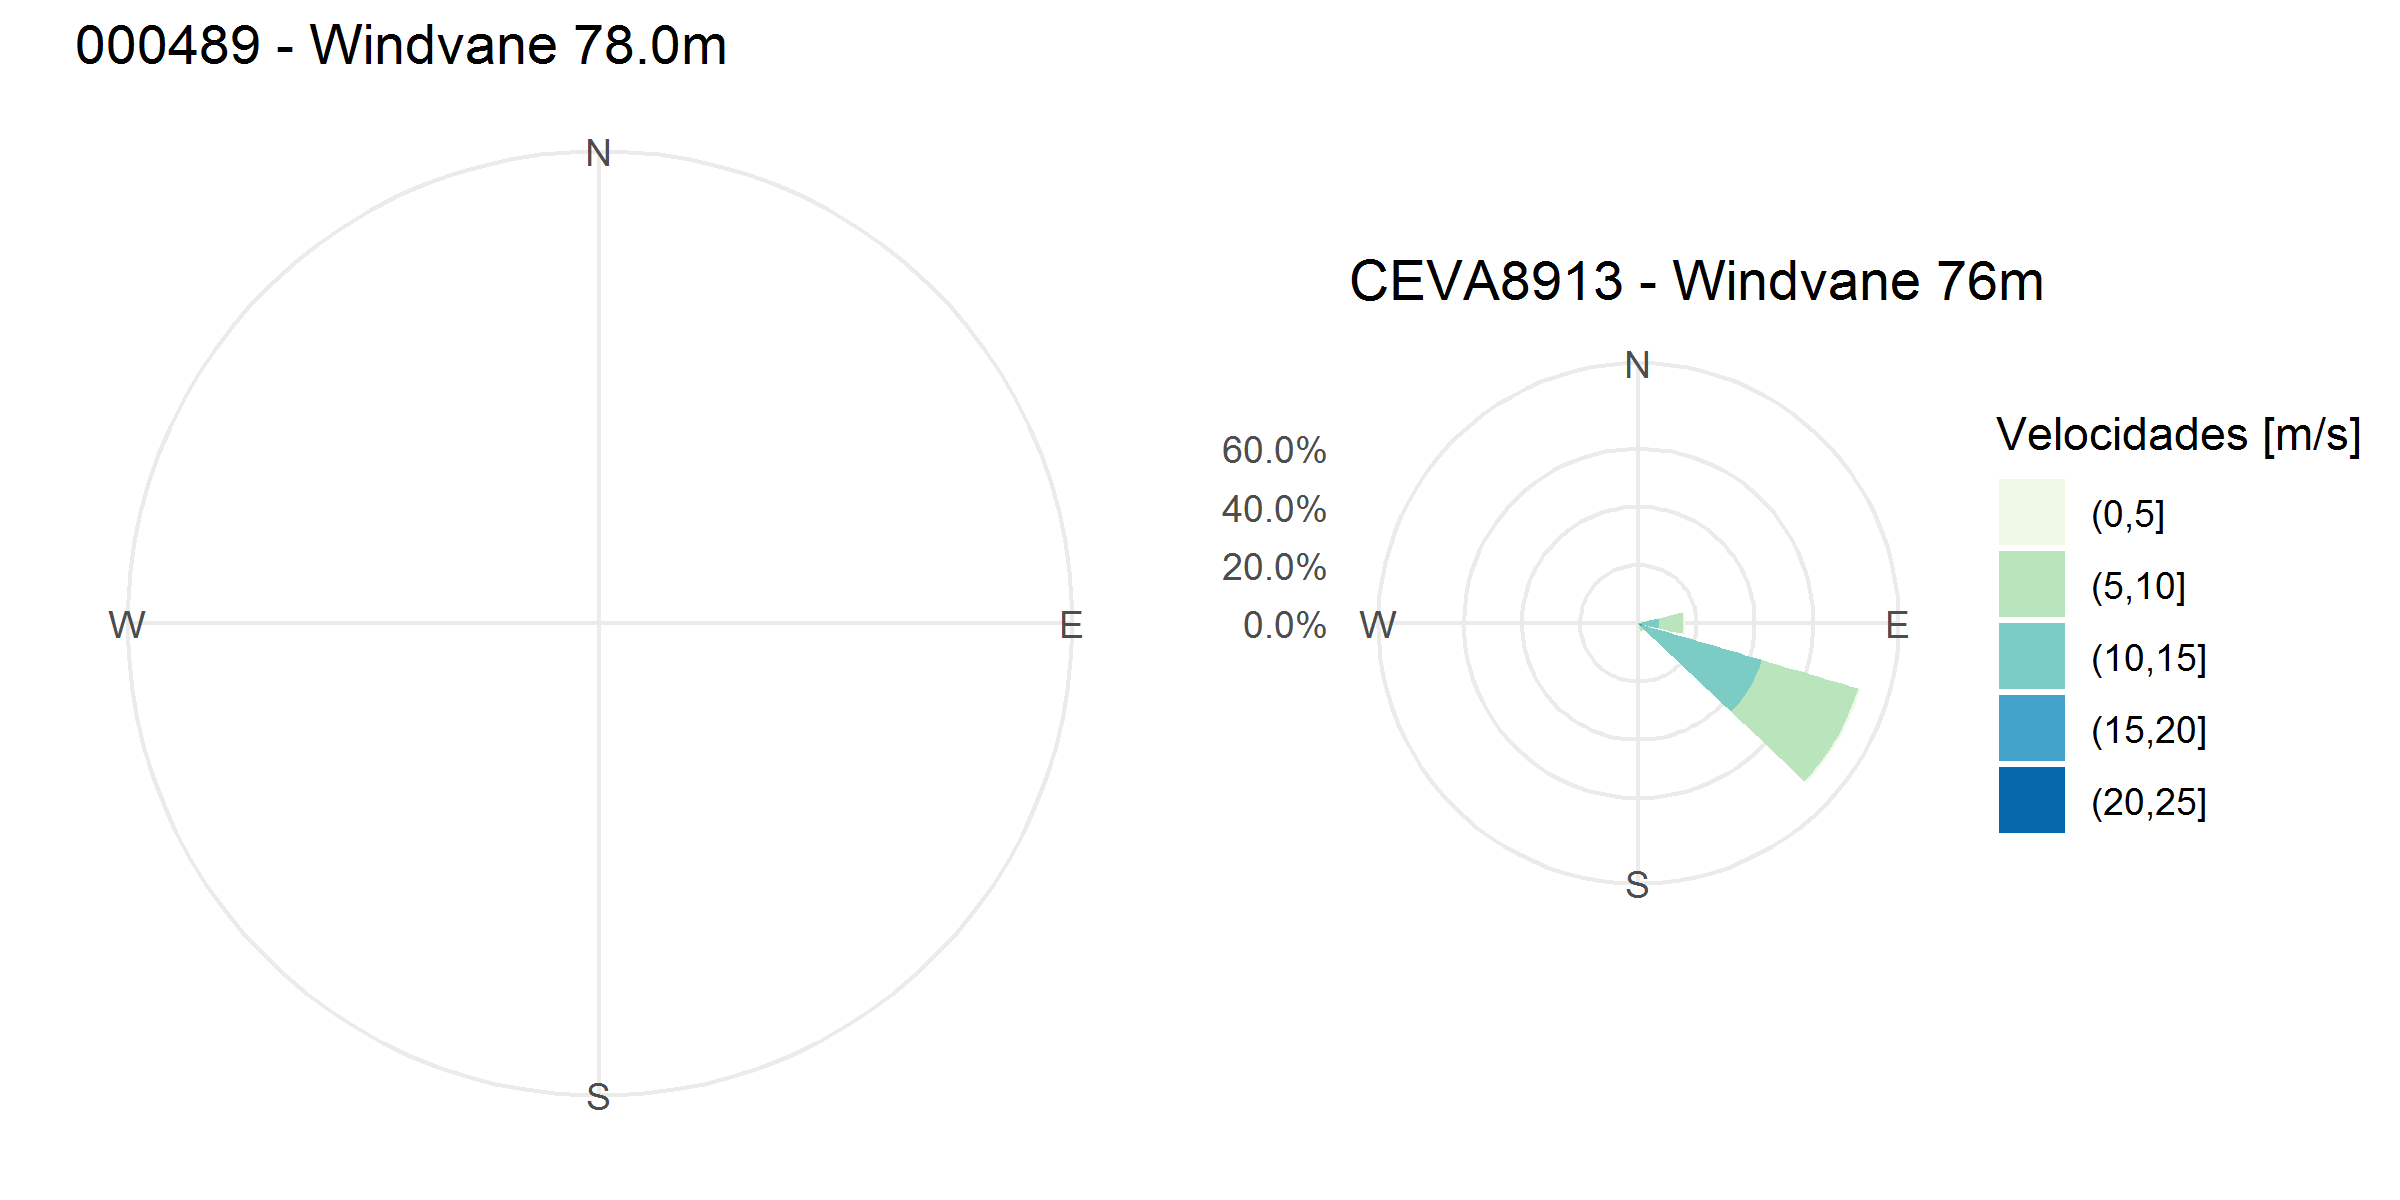 000489 - Windvane 78.0m
N
W
E
S
CEVA8913 - Windvane 76m
60.0%
40.0%
20.0%
0.0%
N
W
E
S
Velocidades [m/s]
(0,5]
(5,10]
(10,15]
(15,20]
(20,25]